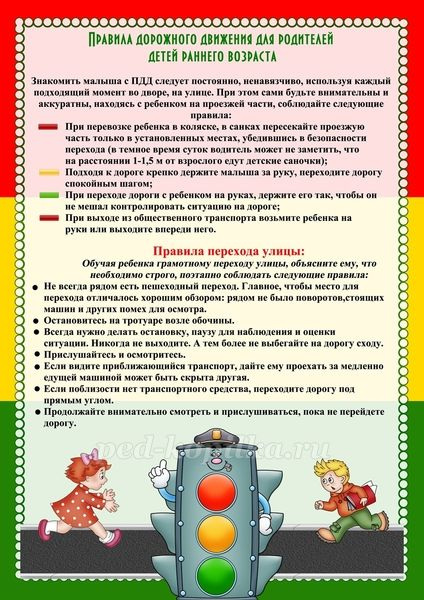 Правила дорожного движения для родителей
детей раннего возраста
Знакомить малыша с ПДД следует постоянно, ненавязчиво, используя каждый
подходящий момент во дворе, на улице. При этом сами будьте внимательны и
аккуратны, находясь с ребенком на проезжей части, соблюдайте следующие
правила:
При перевозке ребенка в коляске, в санках пересекайте проезжую
часть только в установленных местах, убедившись в безопасности
перехода (в темное время суток водитель может не заметить, что
на расстоянии 1-1,5 м от взрослого едут детские саночки);
Подходя к дороге крепко держите малыша за руку, переходите дорогу
спокойным шагом;
При переходе дороги с ребенком на руках, держите его так, чтобы он
не мешал контролировать ситуацию на дороге;
При выходе из общественного транспорта возьмите ребенка на
руки или выходите впереди него.
Правила перехода улицы:
Обучая ребенка грамотному переходу улицы, объясните ему, что
необходимо строго, поэтапно соблюдать следующие правила:
• Не всегда рядом есть пешеходный переход. Главное, чтобы место для
перехода отличалось хорошим обзором: рядом не было поворотов,стоящих
машин и других помех для осмотра.
• Остановитесь на тротуаре возле обочины.
• Всегда нужно делать остановку, паузу для наблюдения и оценки
ситуации. Никогда не выходите. А тем более не выбегайте на дорогу сходу.
• Прислушайтесь и осмотритесь.
• Если видите приближающийся транспорт, дайте ему проехать за медленно
едущей машиной может быть скрыта другая.
• Если поблизости нет транспортного средства, переходите дорогу под
прямым углом.
• Продолжайте внимательно смотреть и прислушиваться, пока не перейдете
дорогу.
ped-kopilka.ru